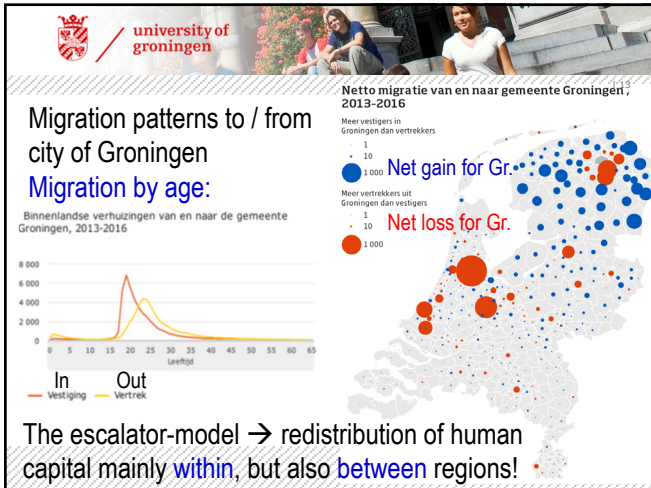 university of
groningen
113
Netto migratie van en naar gemeente Groningen,
2013-2016
Migration patterns to / from
city of Groningen
Migration by age:
Binnenlandse verhuizingen van en naar de gemeente
Groningen, 2013-2016
8 000
6 000
4 000
2 000
0
0 5 10 15 20 25 30 35 40 45 50 55 60 65
Leeftijd
In Out
Vestiging Vertrek
Meer vestigers in
Groningen dan vertrekkers
1
10
1 000
Net gain for Gr.
Meer vertrekkers uit
Groningen dan vestigers
1
10
1 000
Net loss for Gr.
The escalator-model → redistribution of human
capital mainly within, but also between regions!